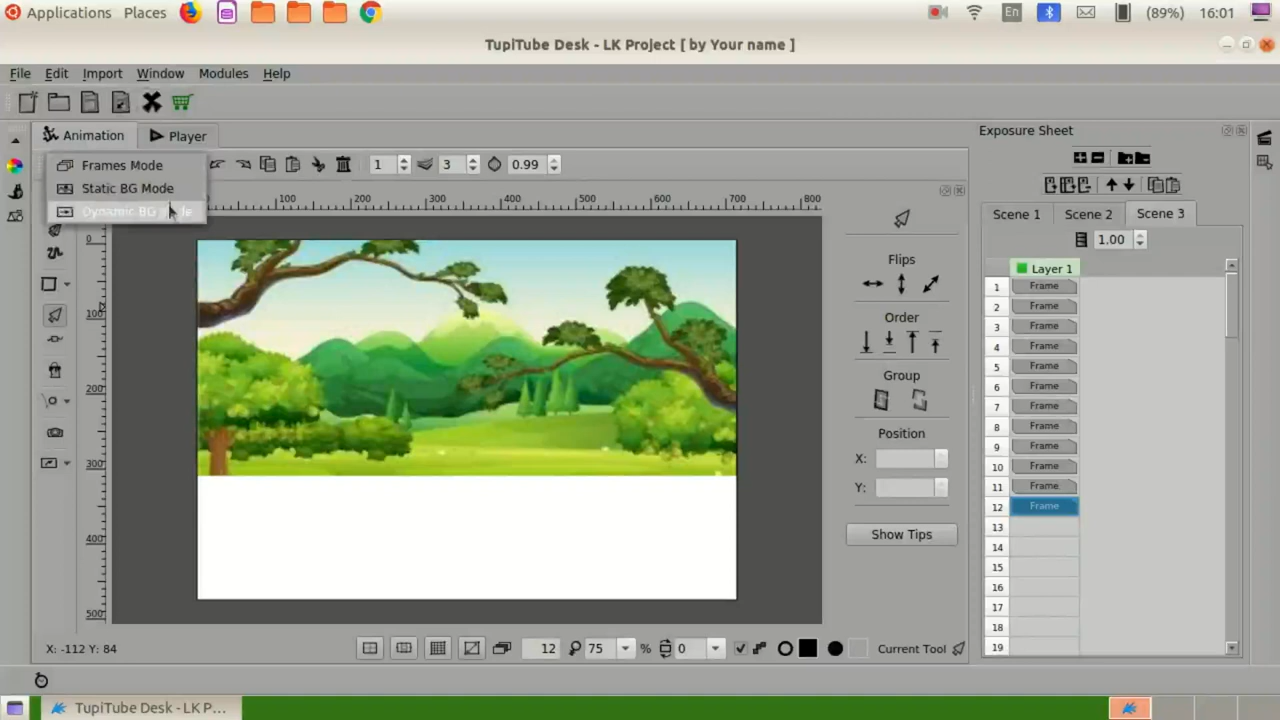 Applications Places En (89%) 16:01
TupiTube Desk - LK Project [ by Your name ]
File Edit Import Window Modules Help
Animation Player
Exposure Sheet
Frames Mode
Static BG Mode
Dynamic BG
1 3 0.99
100 200 300 400 500 600 700 800
0
100
200
300
400
500
Flips
Order
Group
Position
X:
Y:
Show Tips
Scene 1 Scene 2 Scene 3
1.00
Layer 1
1 Frame
2 Frame
3 Frame
4 Frame
5 Frame
6 Frame
7 Frame
8 Frame
9 Frame
10 Frame
11 Frame
12 Frame
13
14
15
16
17
18
19
X: -112 Y: 84 12 75 % 0 Current Tool
TupiTube Desk - LK P...